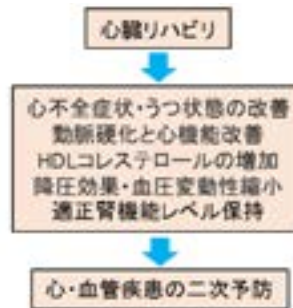 心臓リハビリ
心不全症状・うつ状態の改善
動脈硬化と心機能改善
HDLコレステロールの増加
降圧効果・血圧変動性縮小
適正腎機能レベル保持
心・血管疾患の二次予防